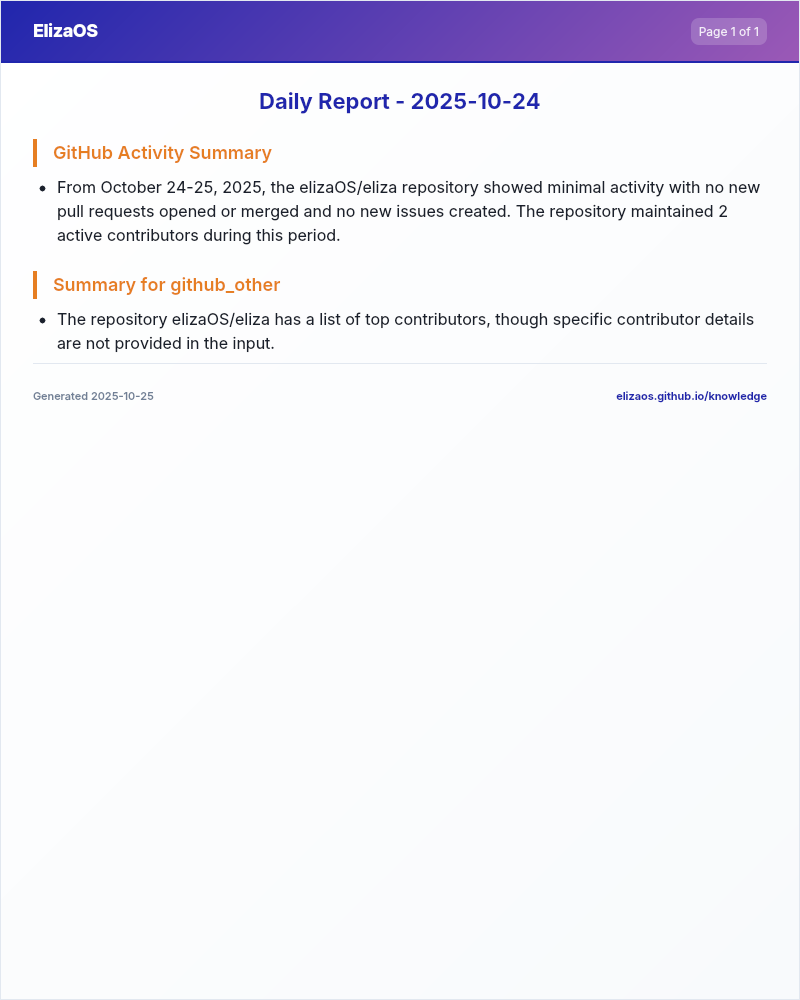 ElizaOS
Page 1 of 1
Daily Report - 2025-10-24
GitHub Activity Summary
• From October 24-25, 2025, the elizaOS/eliza repository showed minimal activity with no new
pull requests opened or merged and no new issues created. The repository maintained 2
active contributors during this period.
Summary for github_other
• The repository elizaOS/eliza has a list of top contributors, though specific contributor details
are not provided in the input.
Generated 2025-10-25
elizaos.github.io/knowledge